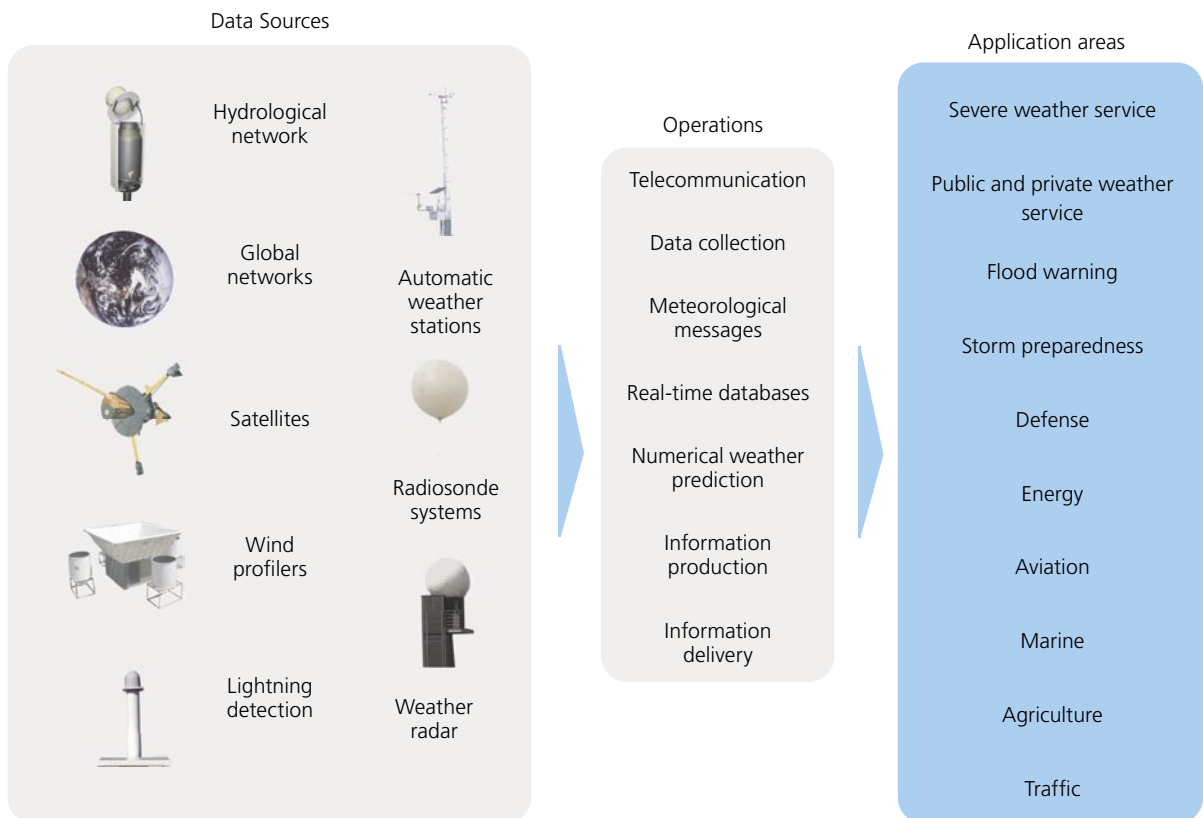 Data Sources
Hydrological
network
Global
networks
Satellites
Wind
profilers
Lightning
detection
Automatic
weather
stations
Radiosonde
systems
Weather
radar
Operations
Telecommunication
Data collection
Meteorological
messages
Real-time databases
Numerical weather
prediction
Information
production
Information
delivery
Application areas
Severe weather service
Public and private weather
service
Flood warning
Storm preparedness
Defense
Energy
Aviation
Marine
Agriculture
Traffic